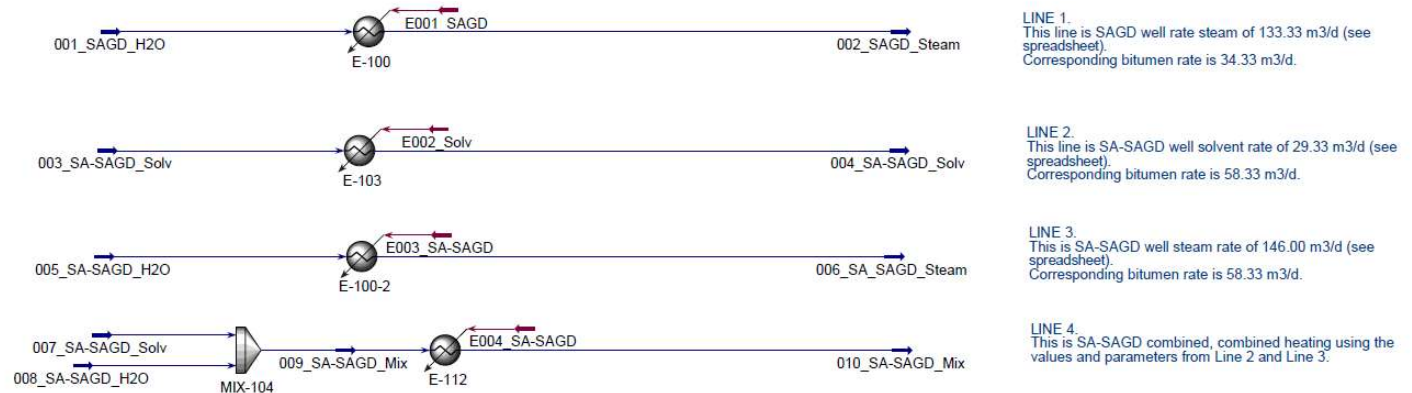 E001_SAGD
001_SAGD_H2O
E-100
002_SAGD_Steam
LINE 1.
This line is SAGD well rate steam of 133.33 m3/d (see
spreadsheet).
Corresponding bitumen rate is 34.33 m3/d.
E002_Solv
003_SA-SAGD_Solv
E-103
004_SA-SAGD_Solv
LINE 2.
This line is SA-SAGD well solvent rate of 29.33 m3/d (see
spreadsheet).
Corresponding bitumen rate is 58.33 m3/d.
E003_SA-SAGD
005_SA-SAGD_H2O
E-100-2
006_SA_SAGD_Steam
LINE 3.
This is SA-SAGD well steam rate of 146.00 m3/d (see
spreadsheet).
Corresponding bitumen rate is 58.33 m3/d.
007_SA-SAGD_Solv
008_SA-SAGD_H2O
MIX-104
009_SA-SAGD_Mix
E004_SA-SAGD
E-112
010_SA-SAGD_Mix
LINE 4.
This is SA-SAGD combined, combined heating using the
values and parameters from Line 2 and Line 3.